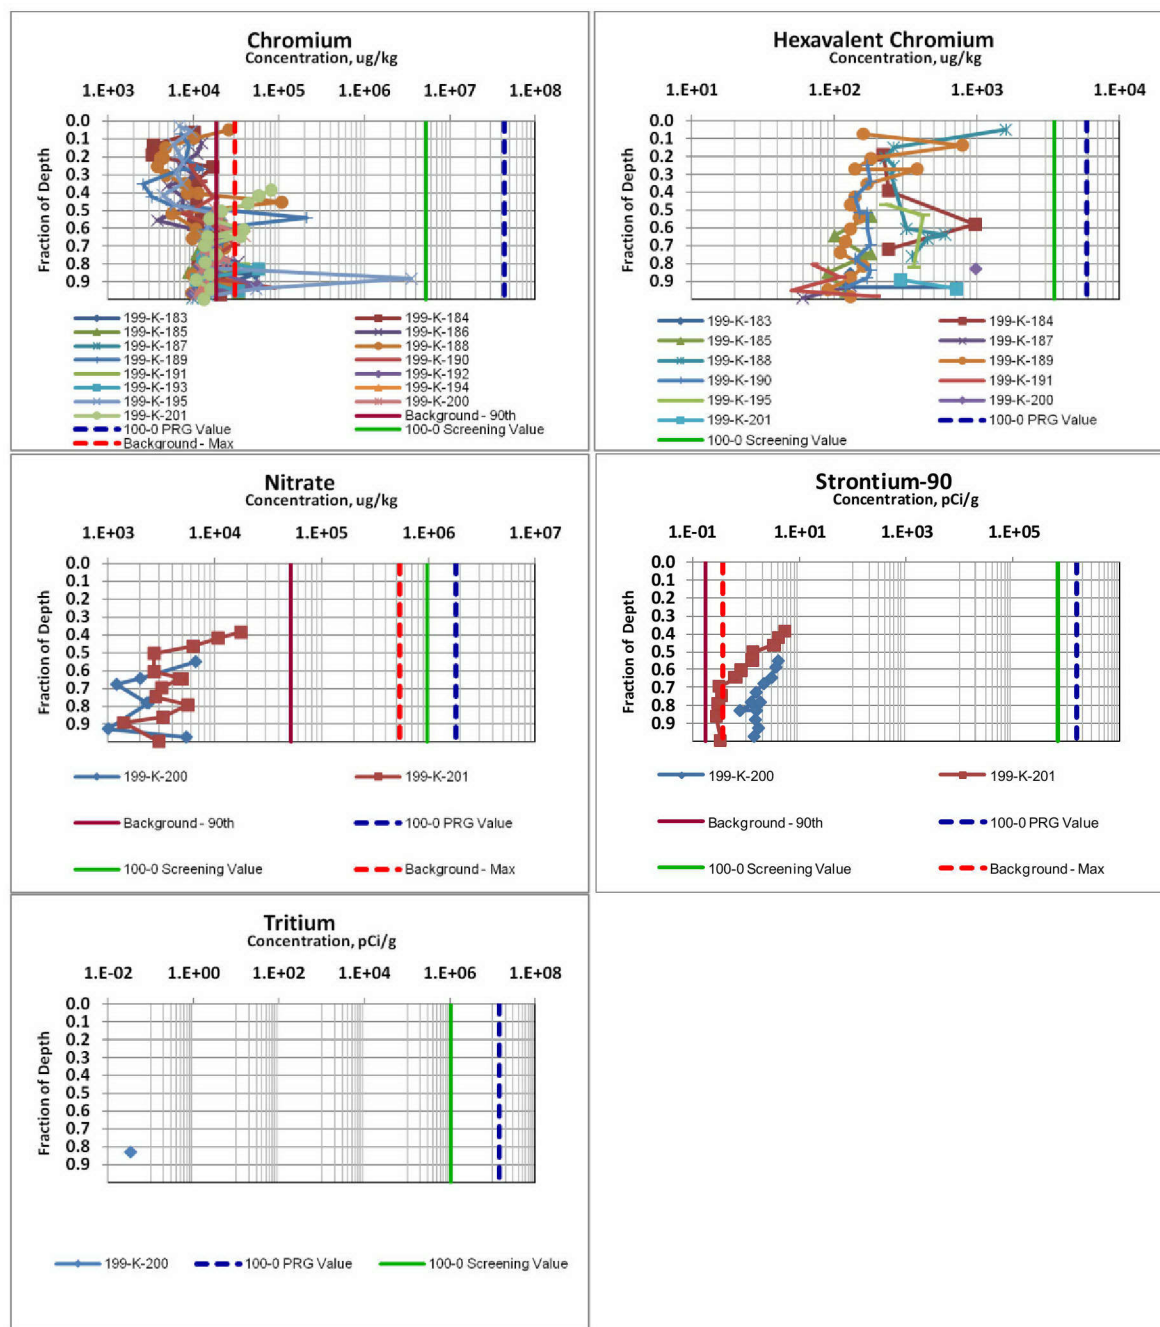 Chromium
Concentration, ug/kg
1.E+03 1.E+04 1.E+05 1.E+06 1.E+07 1.E+08
Fraction of Depth
0.0
0.1
0.2
0.3
0.4
0.5
0.6
0.7
0.8
0.9
199-K-183 199-K-184
199-K-185 199-K-186
199-K-187 199-K-188
199-K-189 199-K-190
199-K-191 199-K-192
199-K-193 199-K-194
199-K-195 199-K-200
199-K-201 Background - 90th
100-0 PRG Value 100-0 Screening Value
Background - Max
Hexavalent Chromium
Concentration, ug/kg
1.E+01 1.E+02 1.E+03 1.E+04
Fraction of Depth
0.0
0.1
0.2
0.3
0.4
0.5
0.6
0.7
0.8
0.9
199-K-183 199-K-184
199-K-185 199-K-187
199-K-188 199-K-189
199-K-190 199-K-191
199-K-195 199-K-200
199-K-201 100-0 PRG Value
100-0 Screening Value
Nitrate
Concentration, ug/kg
1.E+03 1.E+04 1.E+05 1.E+06 1.E+07
Fraction of Depth
0.0
0.1
0.2
0.3
0.4
0.5
0.6
0.7
0.8
0.9
199-K-200 199-K-201
Background - 90th 100-0 PRG Value
100-0 Screening Value Background - Max
Strontium-90
Concentration, pCi/g
1.E-01 1.E+01 1.E+03 1.E+05
Fraction of Depth
0.0
0.1
0.2
0.3
0.4
0.5
0.6
0.7
0.8
0.9
199-K-200 199-K-201
Background - 90th 100-0 PRG Value
100-0 Screening Value Background - Max
Tritium
Concentration, pCi/g
1.E-02 1.E+00 1.E+02 1.E+04 1.E+06 1.E+08
Fraction of Depth
0.0
0.1
0.2
0.3
0.4
0.5
0.6
0.7
0.8
0.9
199-K-200 100-0 PRG Value 100-0 Screening Value